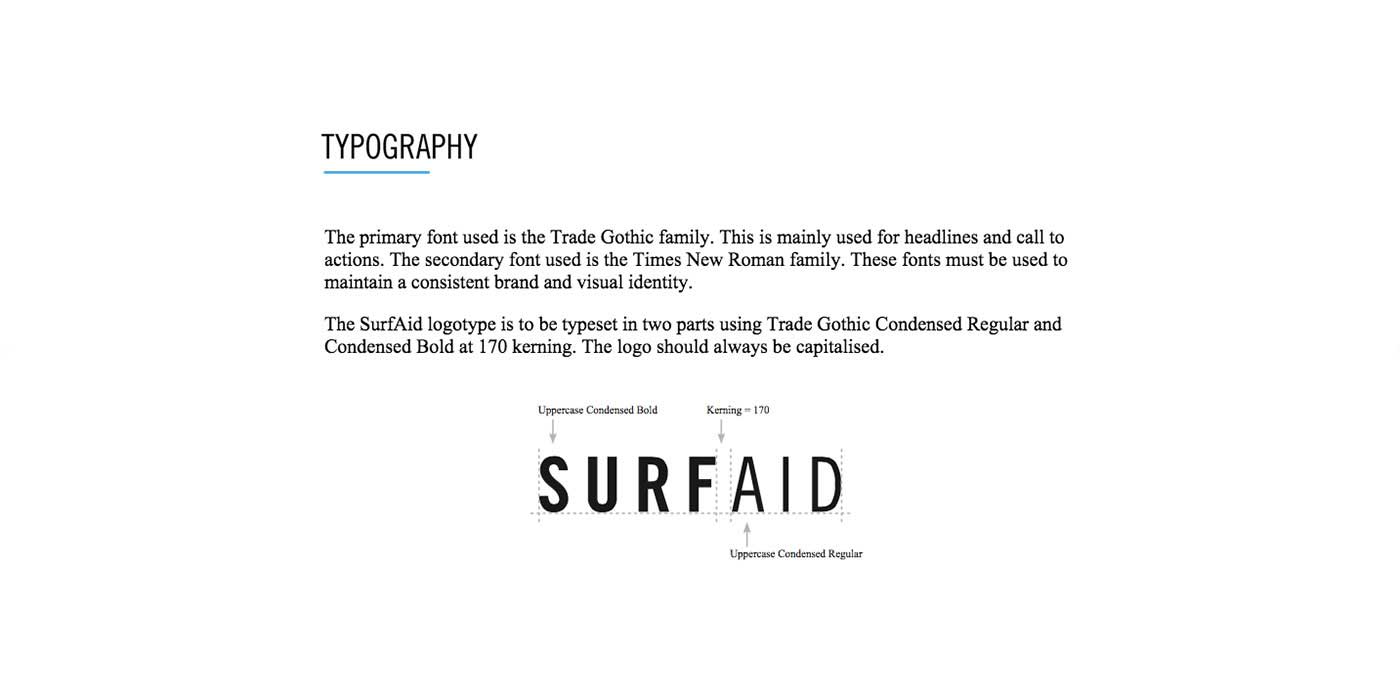 TYPOGRAPHY
The primary font used is the Trade Gothic family. This is mainly used for headlines and call to
actions. The secondary font used is the Times New Roman family. These fonts must be used to
maintain a consistent brand and visual identity.
The SurfAid logotype is to be typeset in two parts using Trade Gothic Condensed Regular and
Condensed Bold at 170 kerning. The logo should always be capitalised.
Uppercase Condensed Bold
Kerning = 170
SURFAID
Uppercase Condensed Regular